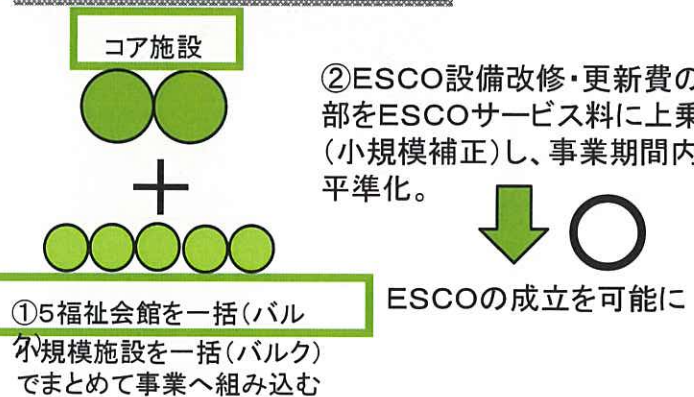 コア施設
②ESCO設備改修・更新費の
部をESCOサービス料に上乗
(小規模補正)し、事業期間内
平準化。
ESCOの成立を可能に
①5福祉会館を一括(バル
ク)
小規模施設を一括(バルク)
でまとめて事業へ組み込む